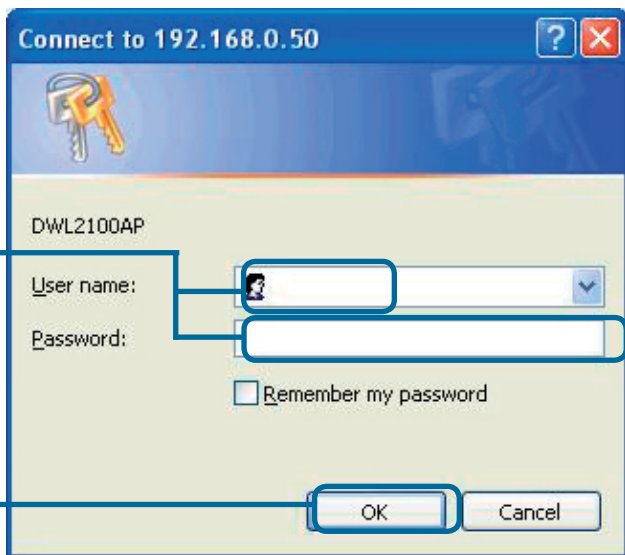 Connect to 192.168.0.50
DWL2100AP
User name:
Password:
Remember my password
OK
Cancel